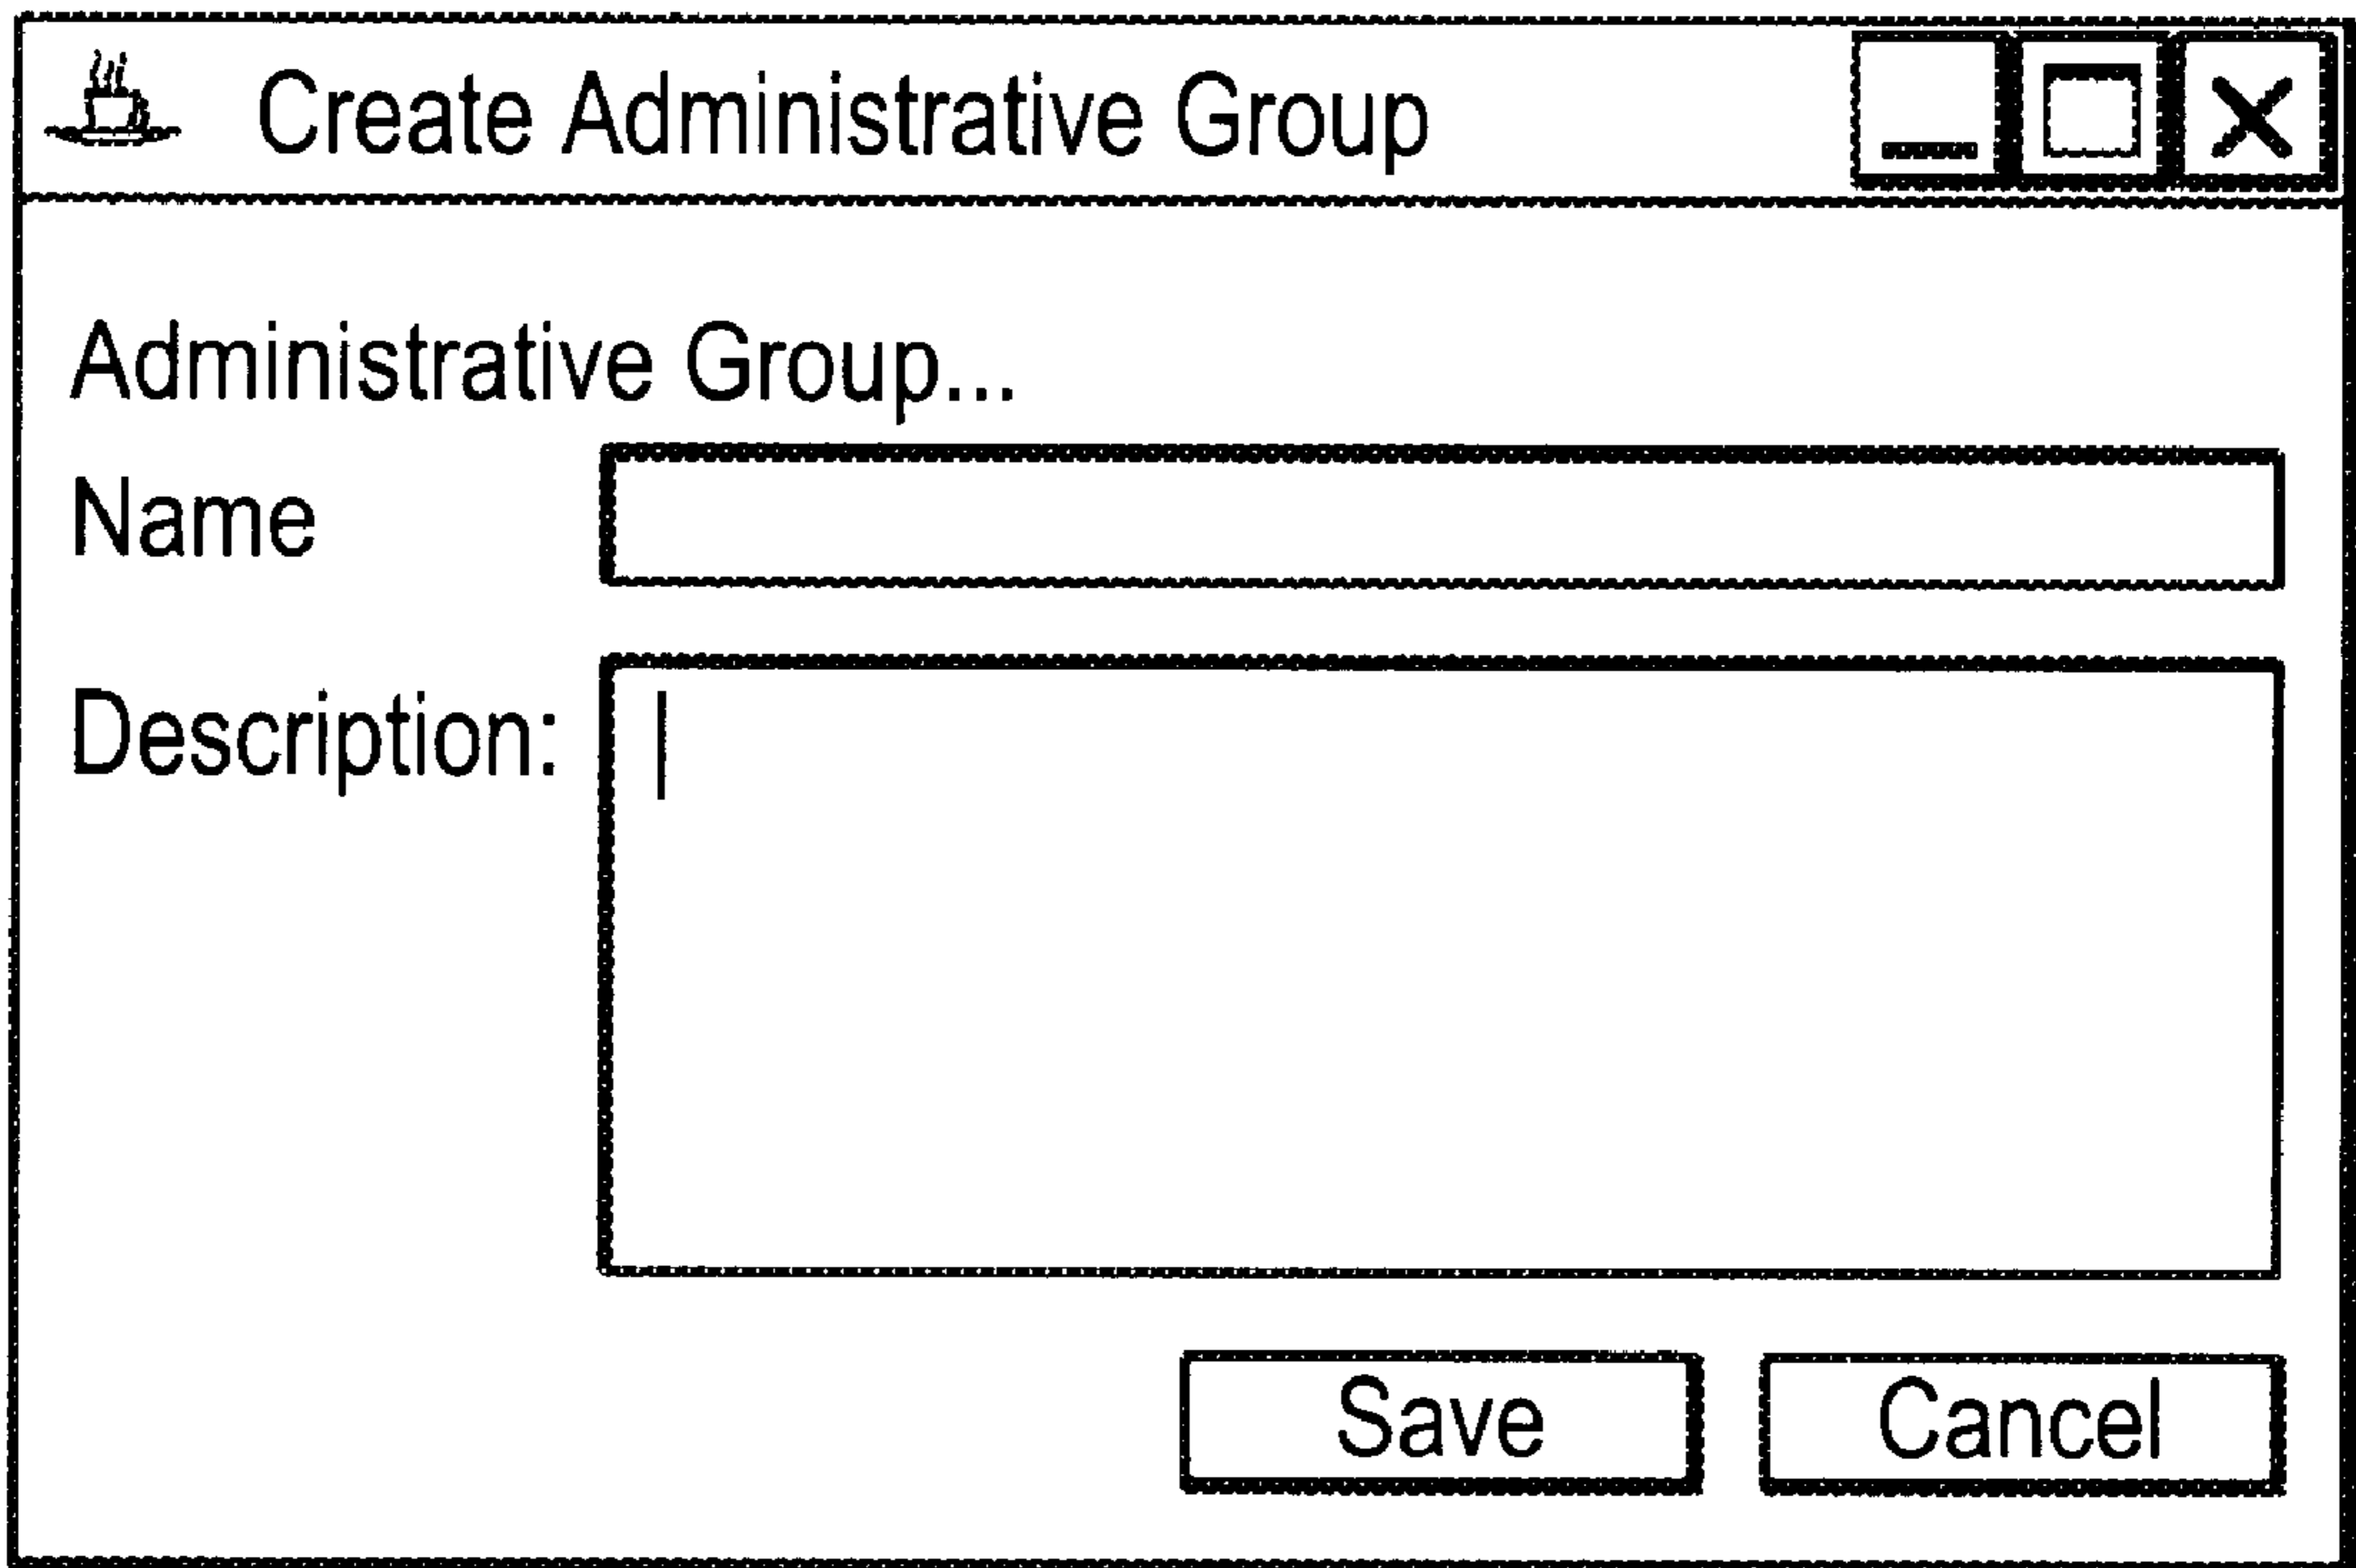 Create Administrative Group
Administrative Group...
Name
Description:
Save
Cancel